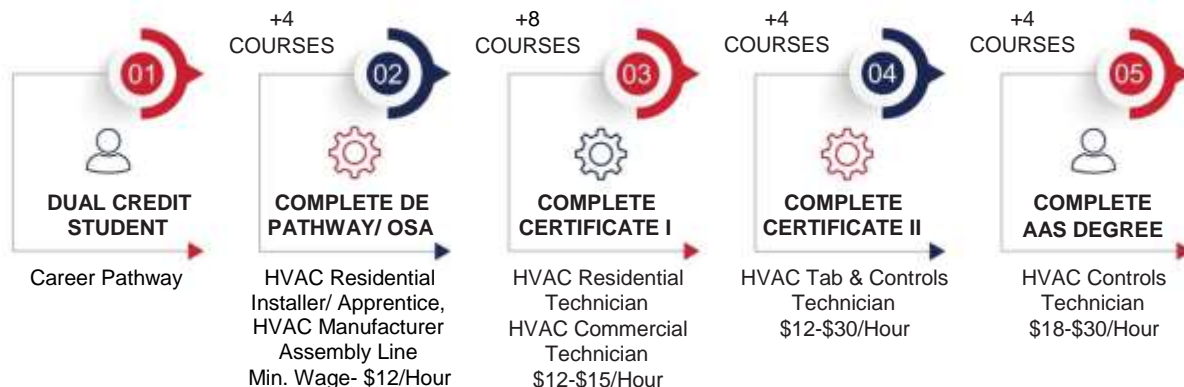 01
DUAL CREDIT
STUDENT
Career Pathway
+4
COURSES
02
COMPLETE DE
PATHWAY/ OSA
HVAC Residential
Installer/ Apprentice,
HVAC Manufacturer
Assembly Line
Min. Wage- $12/Hour
+8
COURSES
03
COMPLETE
CERTIFICATE I
HVAC Residential
Technician
HVAC Commercial
Technician
$12-$15/Hour
+4
COURSES
04
COMPLETE
CERTIFICATE II
HVAC Tab & Controls
Technician
$12-$30/Hour
+4
COURSES
05
COMPLETE
AAS DEGREE
HVAC Controls
Technician
$18-$30/Hour